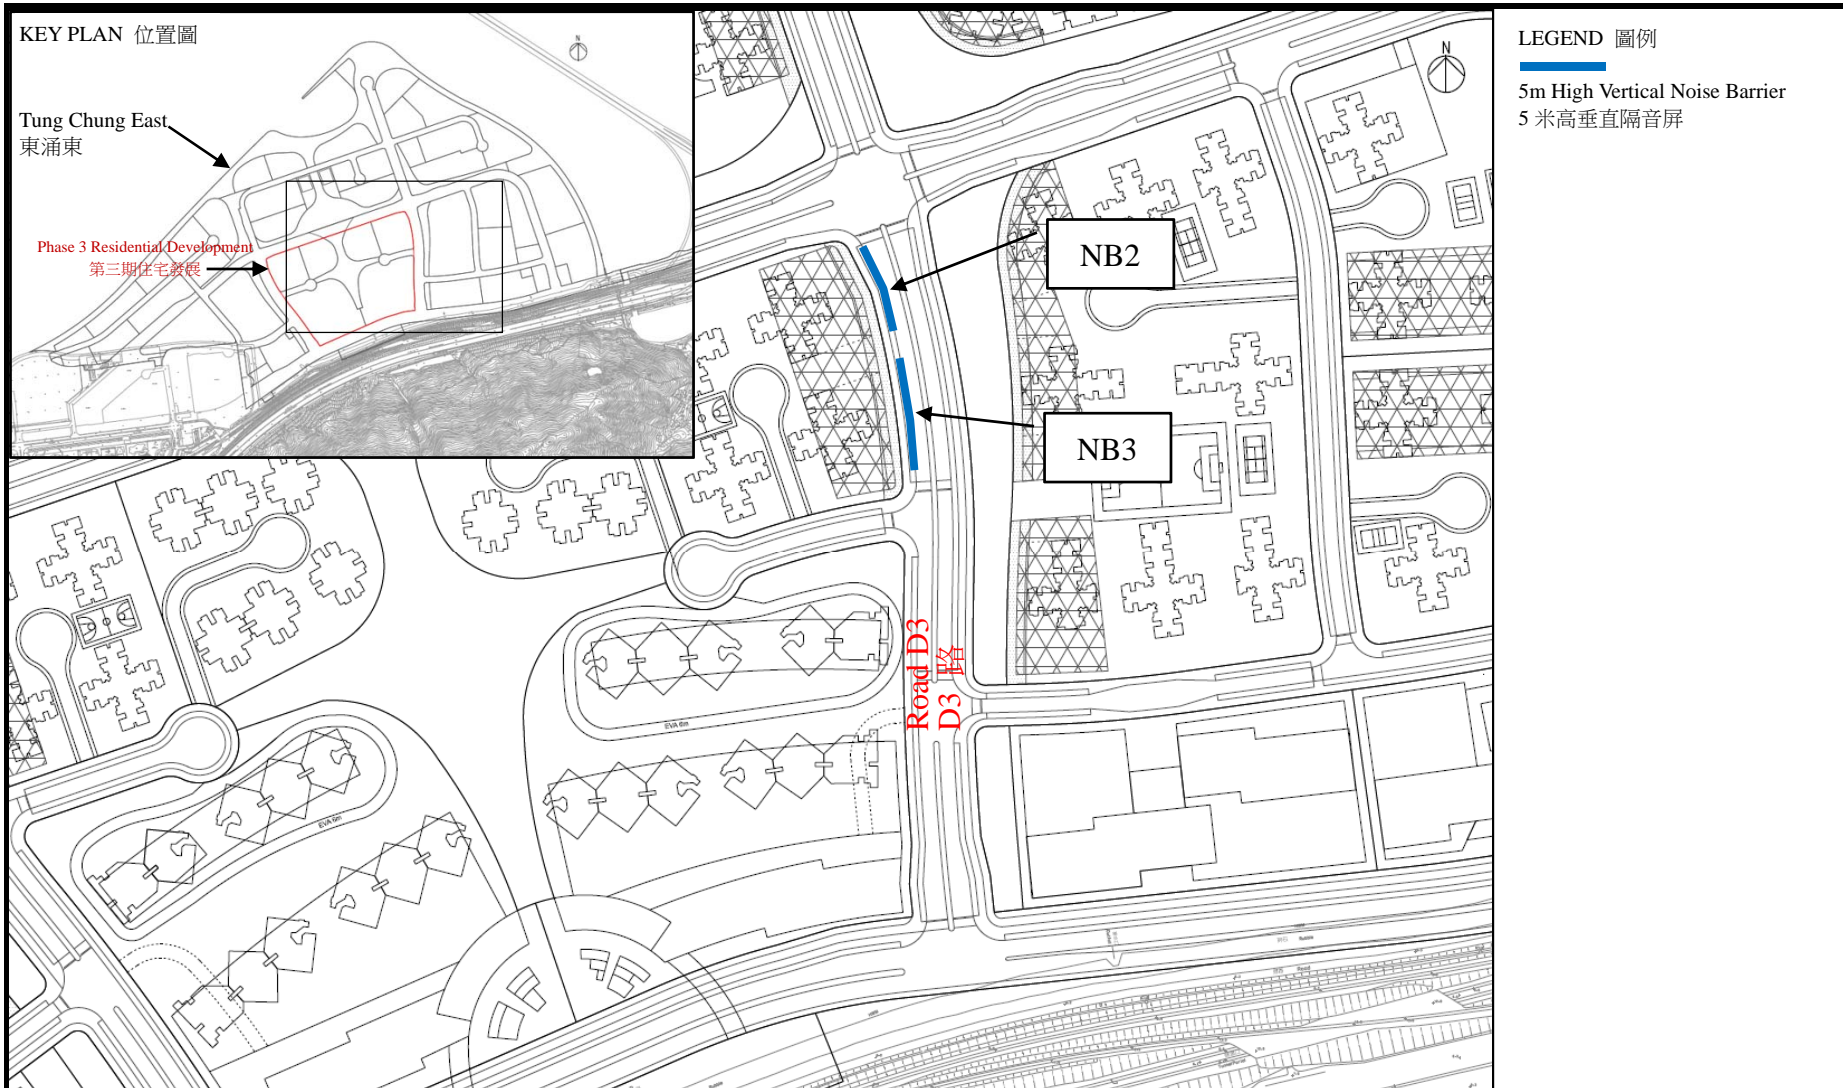 KEY PLAN 位置圖
N
Tung Chung East
東涌東
Phase 3 Residential Development
第三期住宅發展
N
LEGEND 圖例
5m High Vertical Noise Barrier
5 米高垂直隔音屏
NB2
NB3
Road D3
D3 路
EVA 6m
EVA 6m
Road